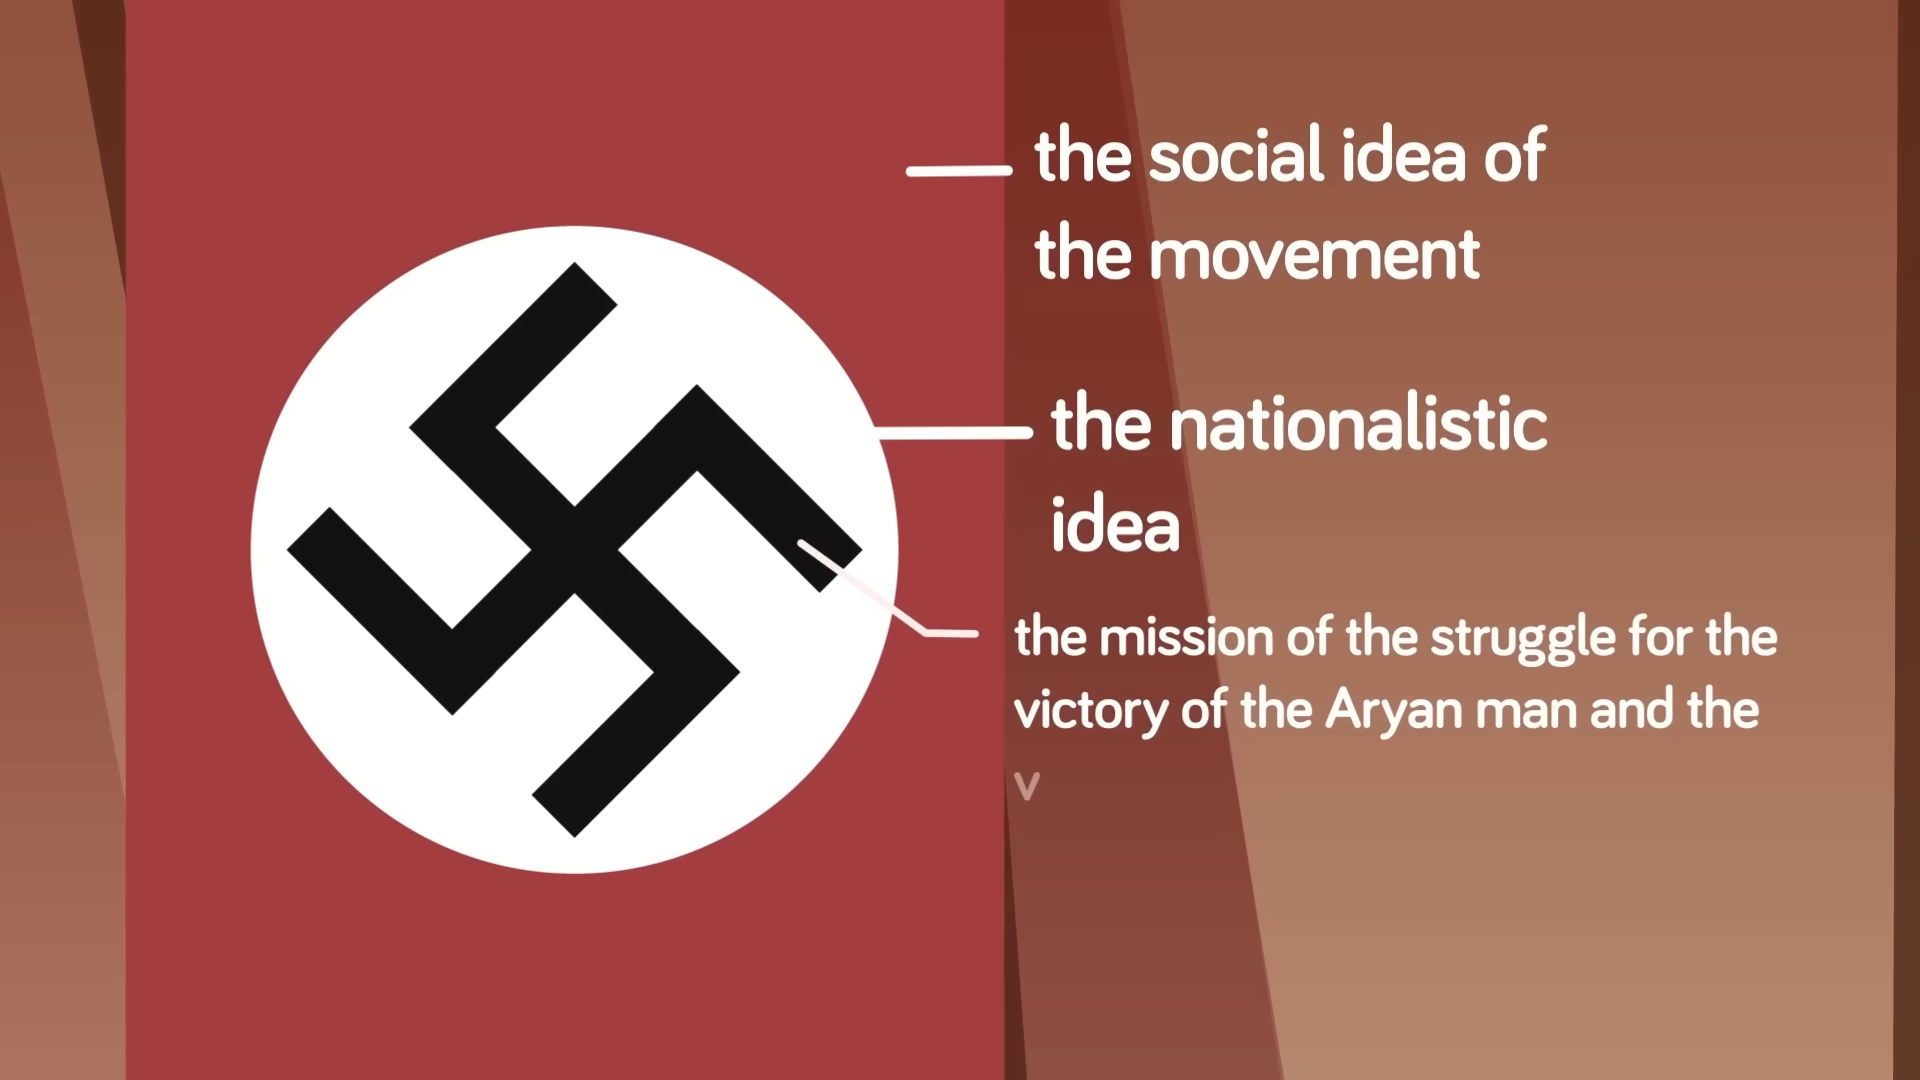 the social idea of
the movement
the nationalistic
idea
the mission of the struggle for the
victory of the Aryan man and the
v